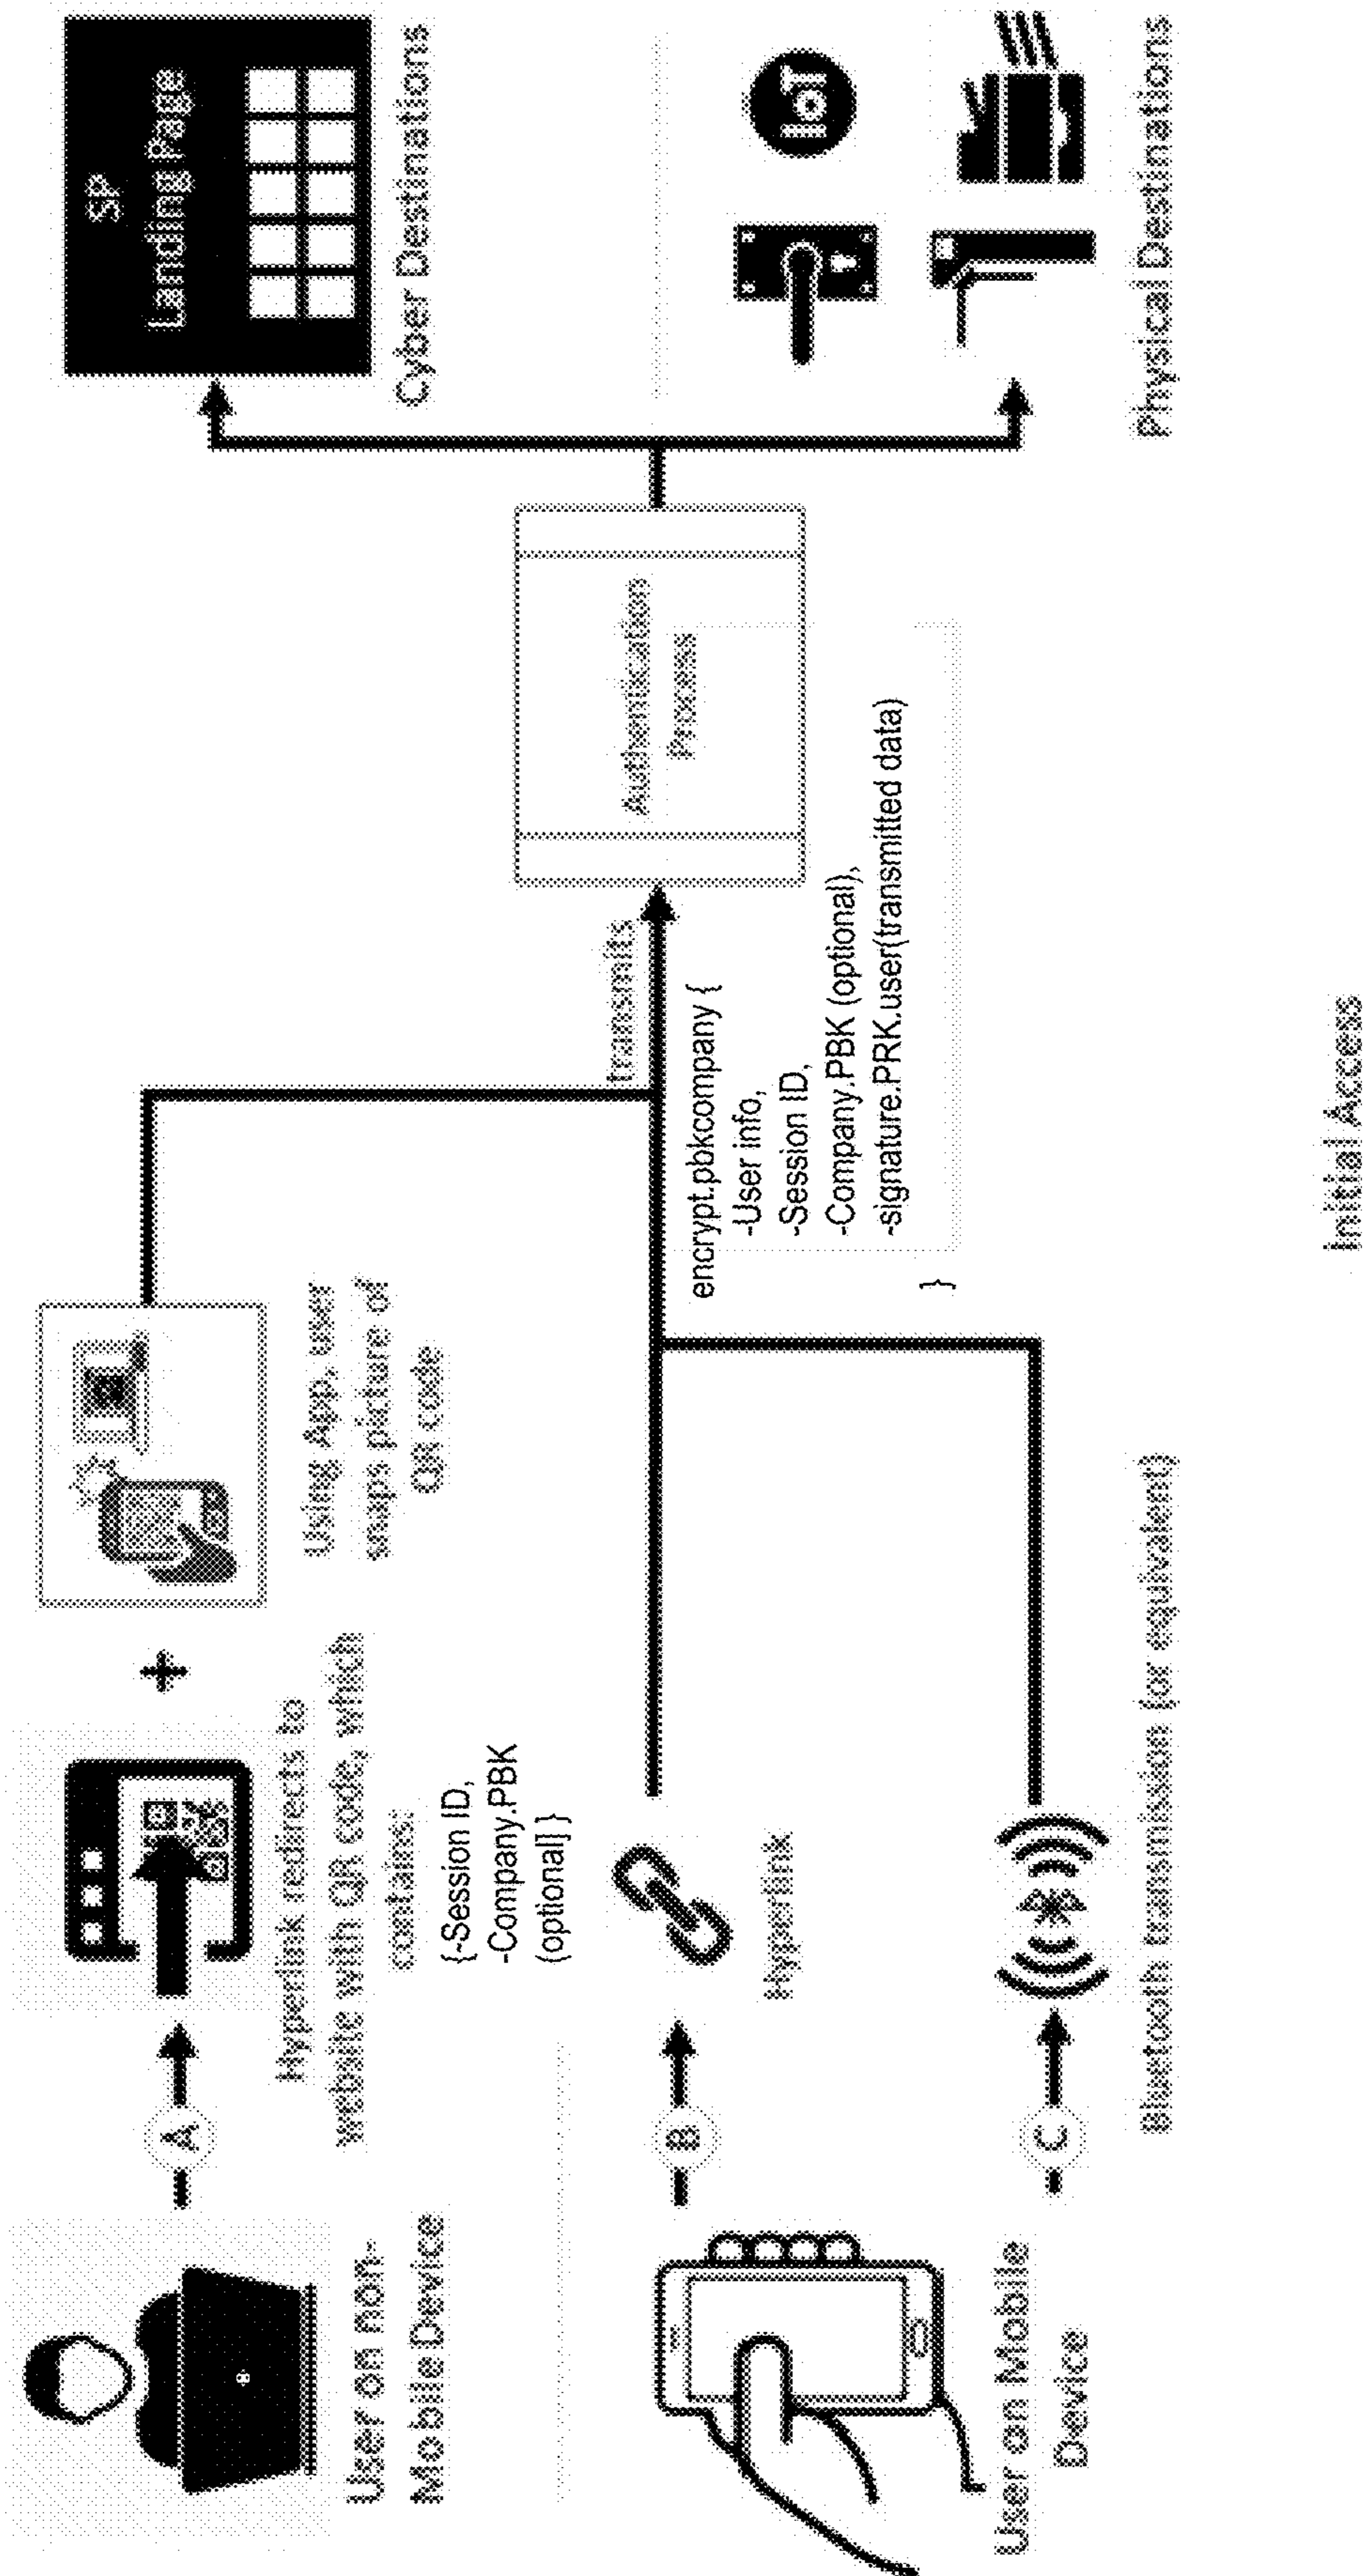 User on non-
Mobile Device
A
Hyperlink redirects to
website with QR code, which
contains:
{-Session ID,
-Company.PBK
(optional] }
+
Using App, user
snaps picture of
QR code
User on Mobile
Device
B
Hyperlink
C
Bluetooth transmission (or equivalent)
transmits
encrypt.pbkcompany {
-User info,
-Session ID,
-Company.PBK (optional),
-signature.PRK.user(transmitted data)
}
Authentication
Process
SP
Landing Page
Cyber Destinations
IoT
Physical Destinations
Initial Access